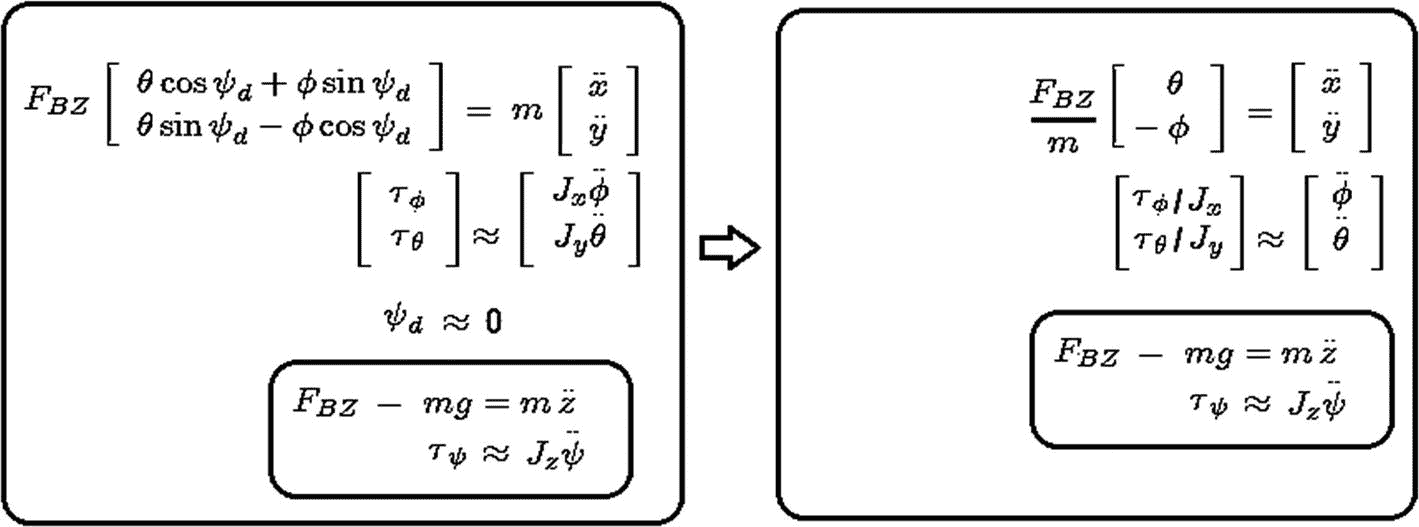 F_{BZ} [ θ cos ψ_d + φ sin ψ_d ; θ sin ψ_d − φ cos ψ_d ] = m [ ẍ ; ÿ ]
[ τ_φ ; τ_θ ] ≈ [ J_x φ̈ ; J_y θ̈ ]
ψ_d ≈ 0
F_{BZ} − mg = m z̈
τ_ψ ≈ J_z ψ̈
F_{BZ}/m [ θ ; − φ ] = [ ẍ ; ÿ ]
[ τ_φ / J_x ; τ_θ / J_y ] ≈ [ φ̈ ; θ̈ ]
F_{BZ} − mg = m z̈
τ_ψ ≈ J_z ψ̈